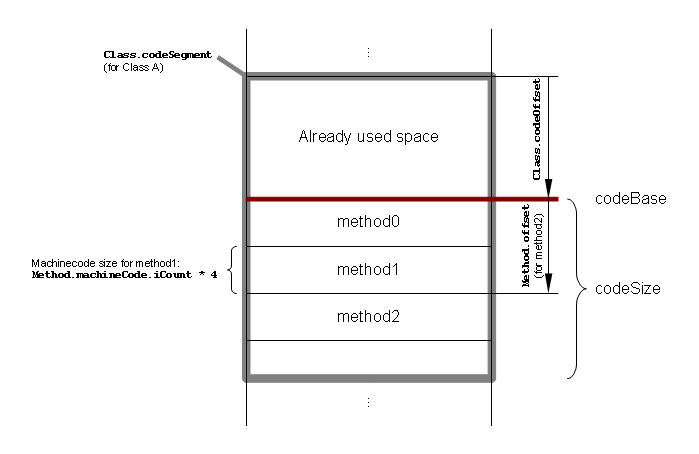 ⋮
Class.codeSegment
(for Class A)
Class.codeOffset
Already used space
codeBase
method0
Method.offset
(for method2)
Machinecode size for method1:
Method.machineCode.iCount * 4
method1
codeSize
method2
⋮